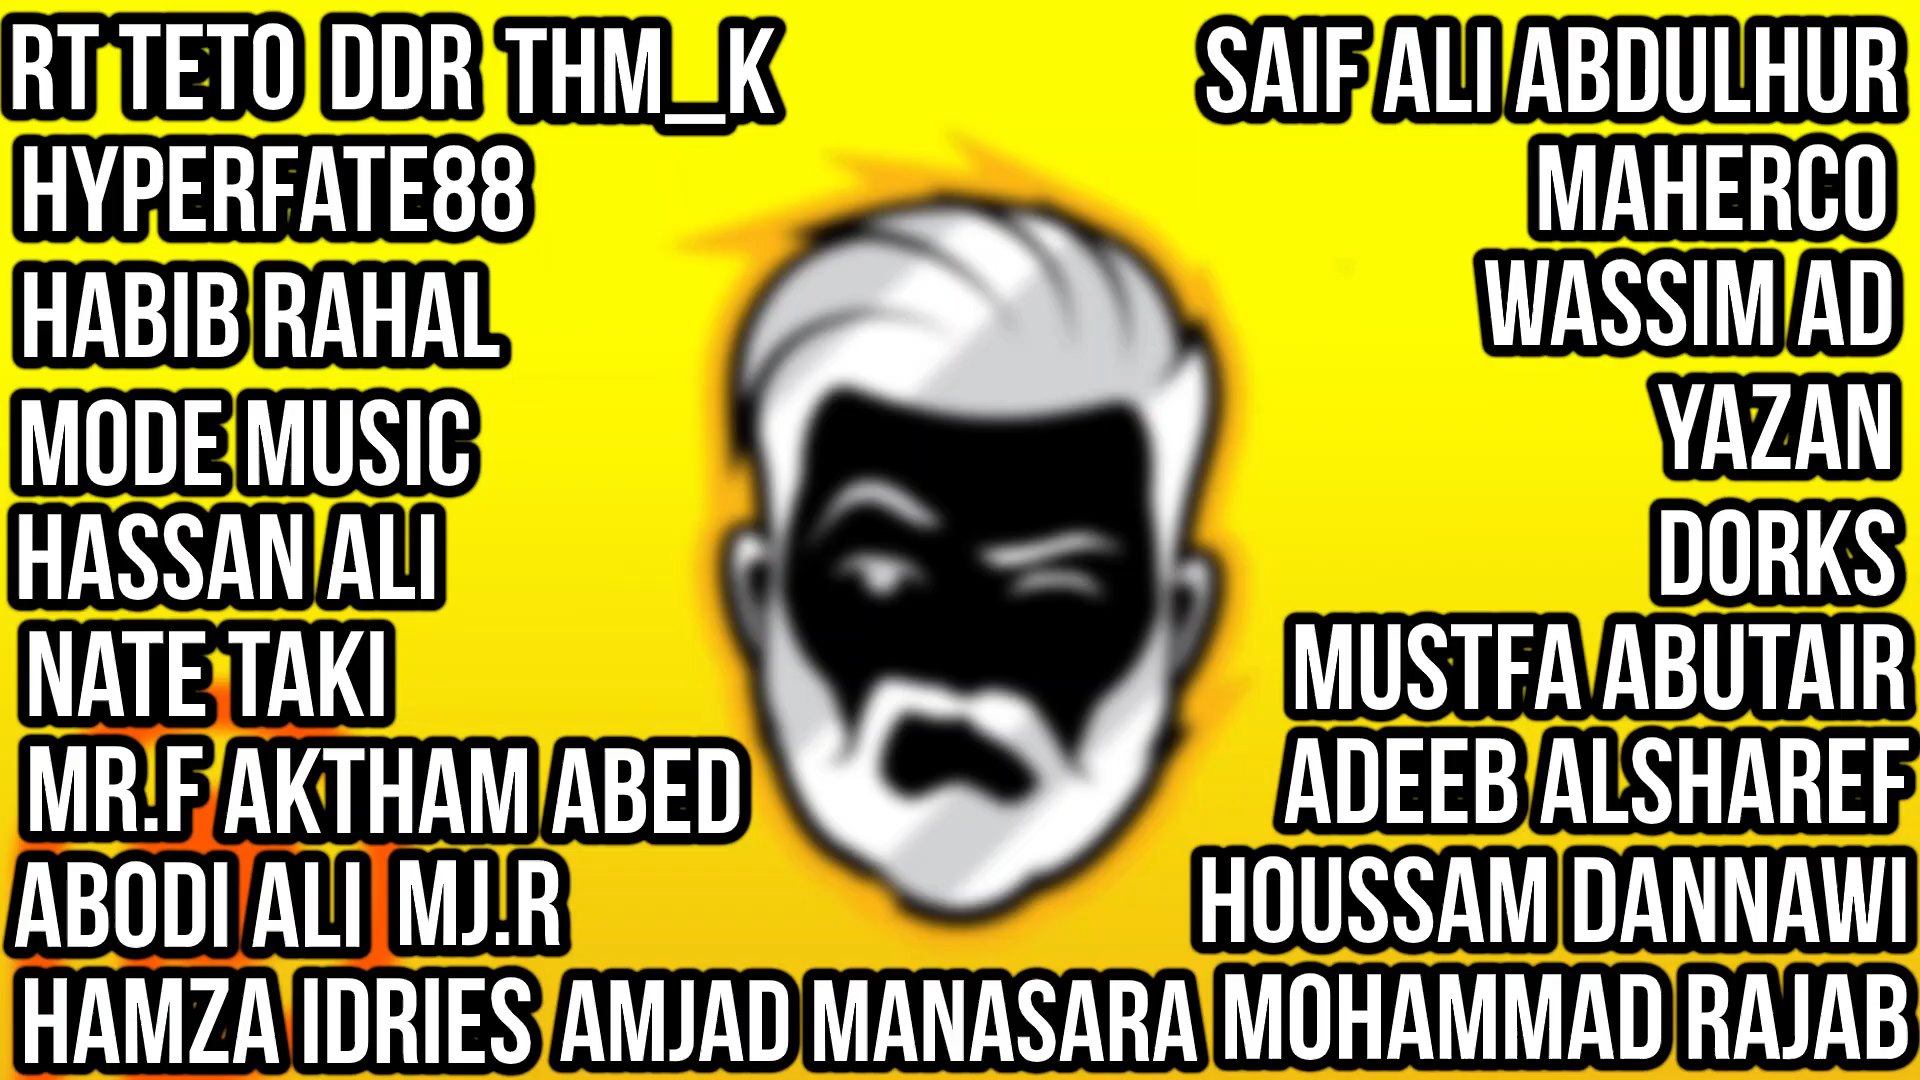 RT TETO DDR THM_K
SAIF ALI ABDULHUR
HYPERFATE88
MAHERCO
HABIB RAHAL
WASSIM AD
MODE MUSIC
YAZAN
HASSAN ALI
DORKS
NATE TAKI
MUSTFA ABUTAIR
MR.F AKTHAM ABED
ADEEB ALSHAREF
ABODI ALI MJ.R
HOUSSAM DANNAWI
HAMZA IDRIES AMJAD MANASARA MOHAMMAD RAJAB